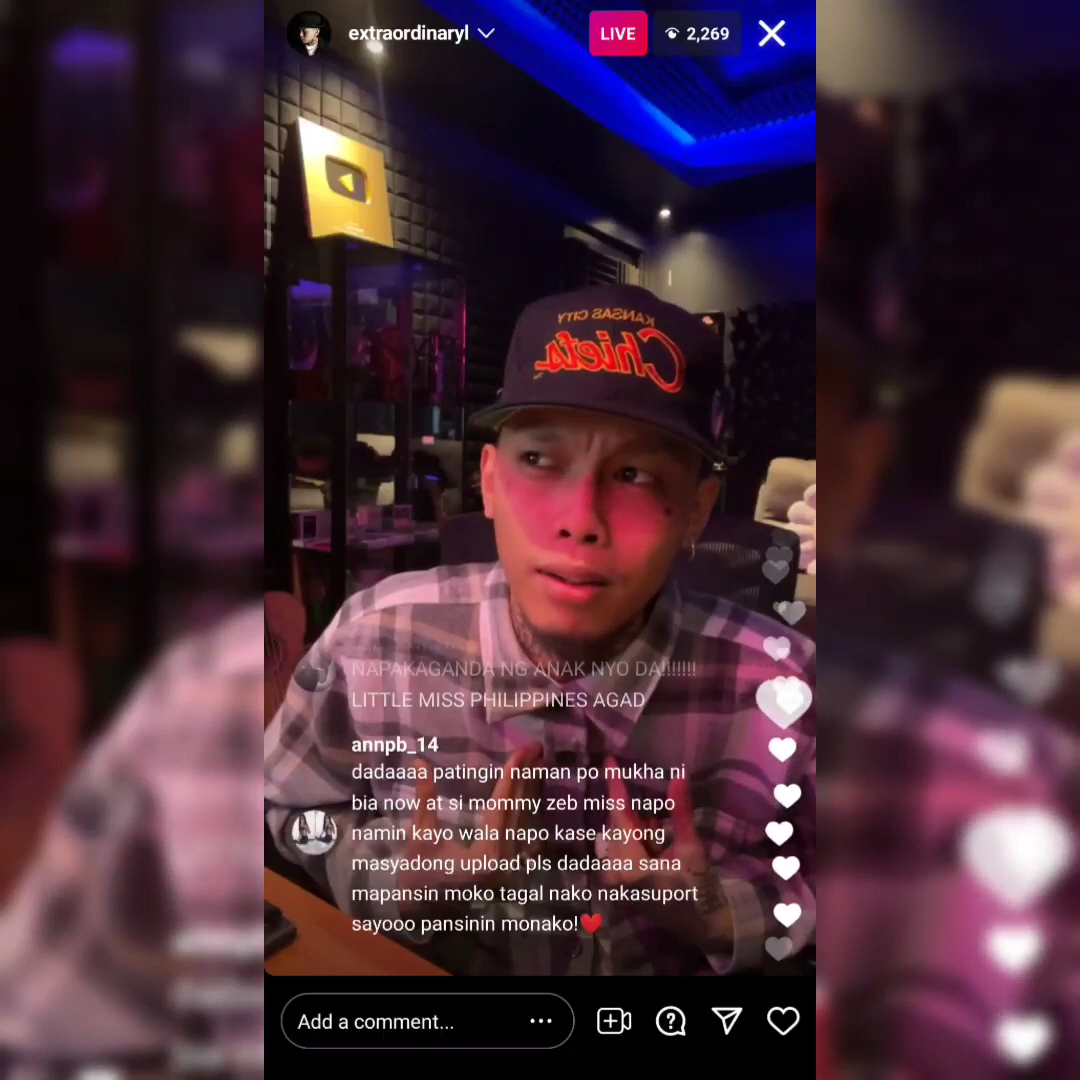 extraordinaryl
LIVE
2,269
KANSAS CITY
Chiefs
NAPAKAGANDA NG ANAK NYO DA!!!!!!!
LITTLE MISS PHILIPPINES AGAD
annpb_14
dadaaaa patingin naman po mukha ni
bia now at si mommy zeb miss napo
namin kayo wala napo kase kayong
masyadong upload pls dadaaaa sana
mapansin moko tagal nako nakasuport
sayooo pansinin monako!❤️
Add a comment...